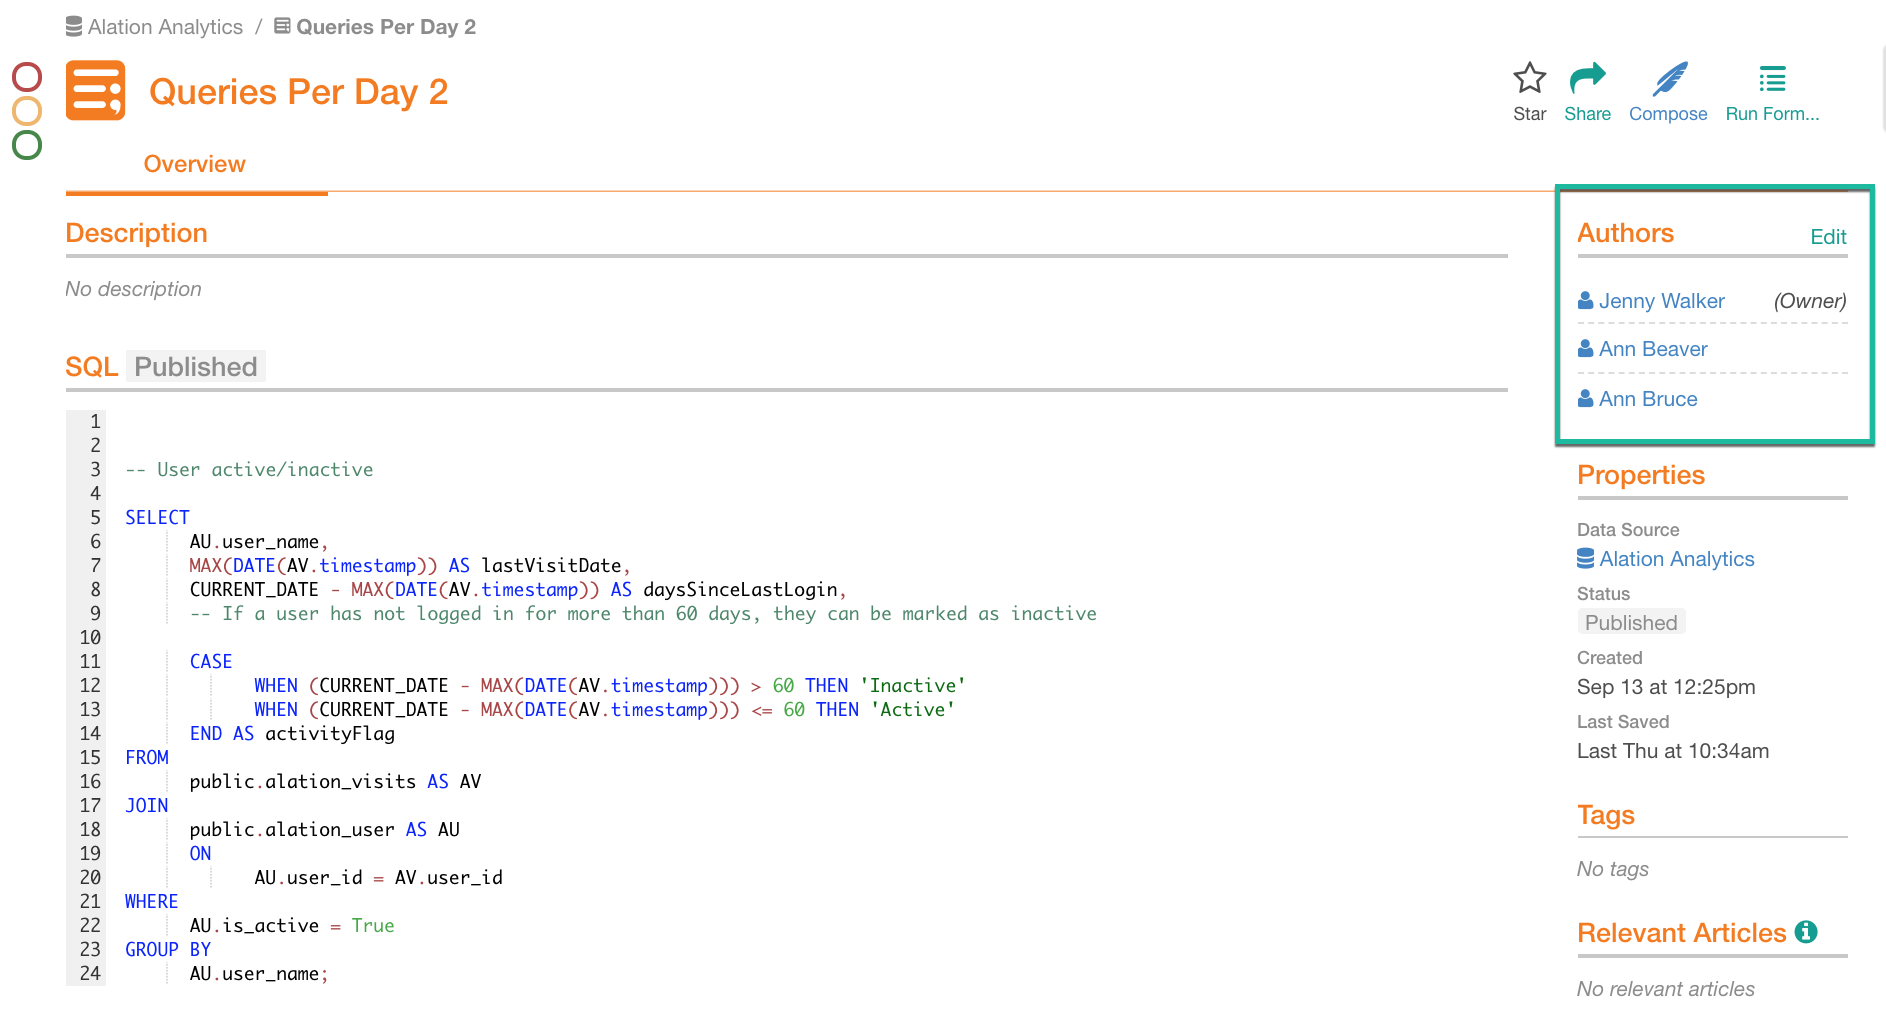 Alation Analytics / Queries Per Day 2
Queries Per Day 2
Star Share Compose Run Form...
Overview
Description
No description
SQL Published
1
2
3 -- User active/inactive
4
5 SELECT
6 AU.user_name,
7 MAX(DATE(AV.timestamp)) AS lastVisitDate,
8 CURRENT_DATE - MAX(DATE(AV.timestamp)) AS daysSinceLastLogin,
9 -- If a user has not logged in for more than 60 days, they can be marked as inactive
10
11 CASE
12 WHEN (CURRENT_DATE - MAX(DATE(AV.timestamp))) > 60 THEN 'Inactive'
13 WHEN (CURRENT_DATE - MAX(DATE(AV.timestamp))) <= 60 THEN 'Active'
14 END AS activityFlag
15 FROM
16 public.alation_visits AS AV
17 JOIN
18 public.alation_user AS AU
19 ON
20 AU.user_id = AV.user_id
21 WHERE
22 AU.is_active = True
23 GROUP BY
24 AU.user_name;
Authors Edit
Jenny Walker (Owner)
Ann Beaver
Ann Bruce
Properties
Data Source
Alation Analytics
Status
Published
Created
Sep 13 at 12:25pm
Last Saved
Last Thu at 10:34am
Tags
No tags
Relevant Articles
No relevant articles